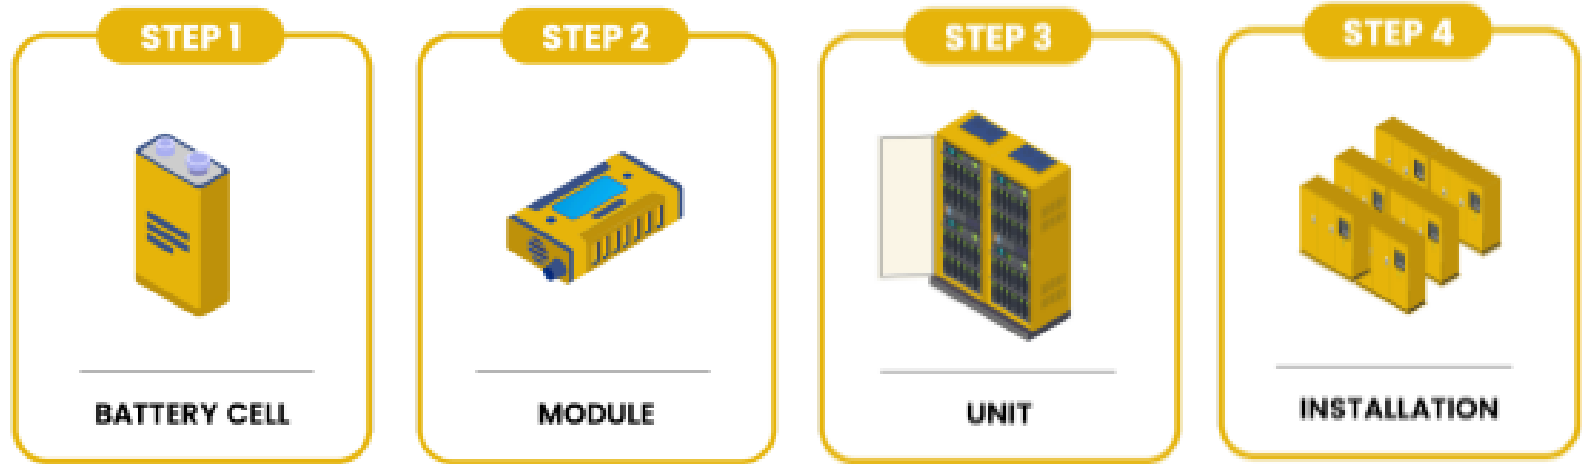 STEP 1
BATTERY CELL
STEP 2
MODULE
STEP 3
UNIT
STEP 4
INSTALLATION